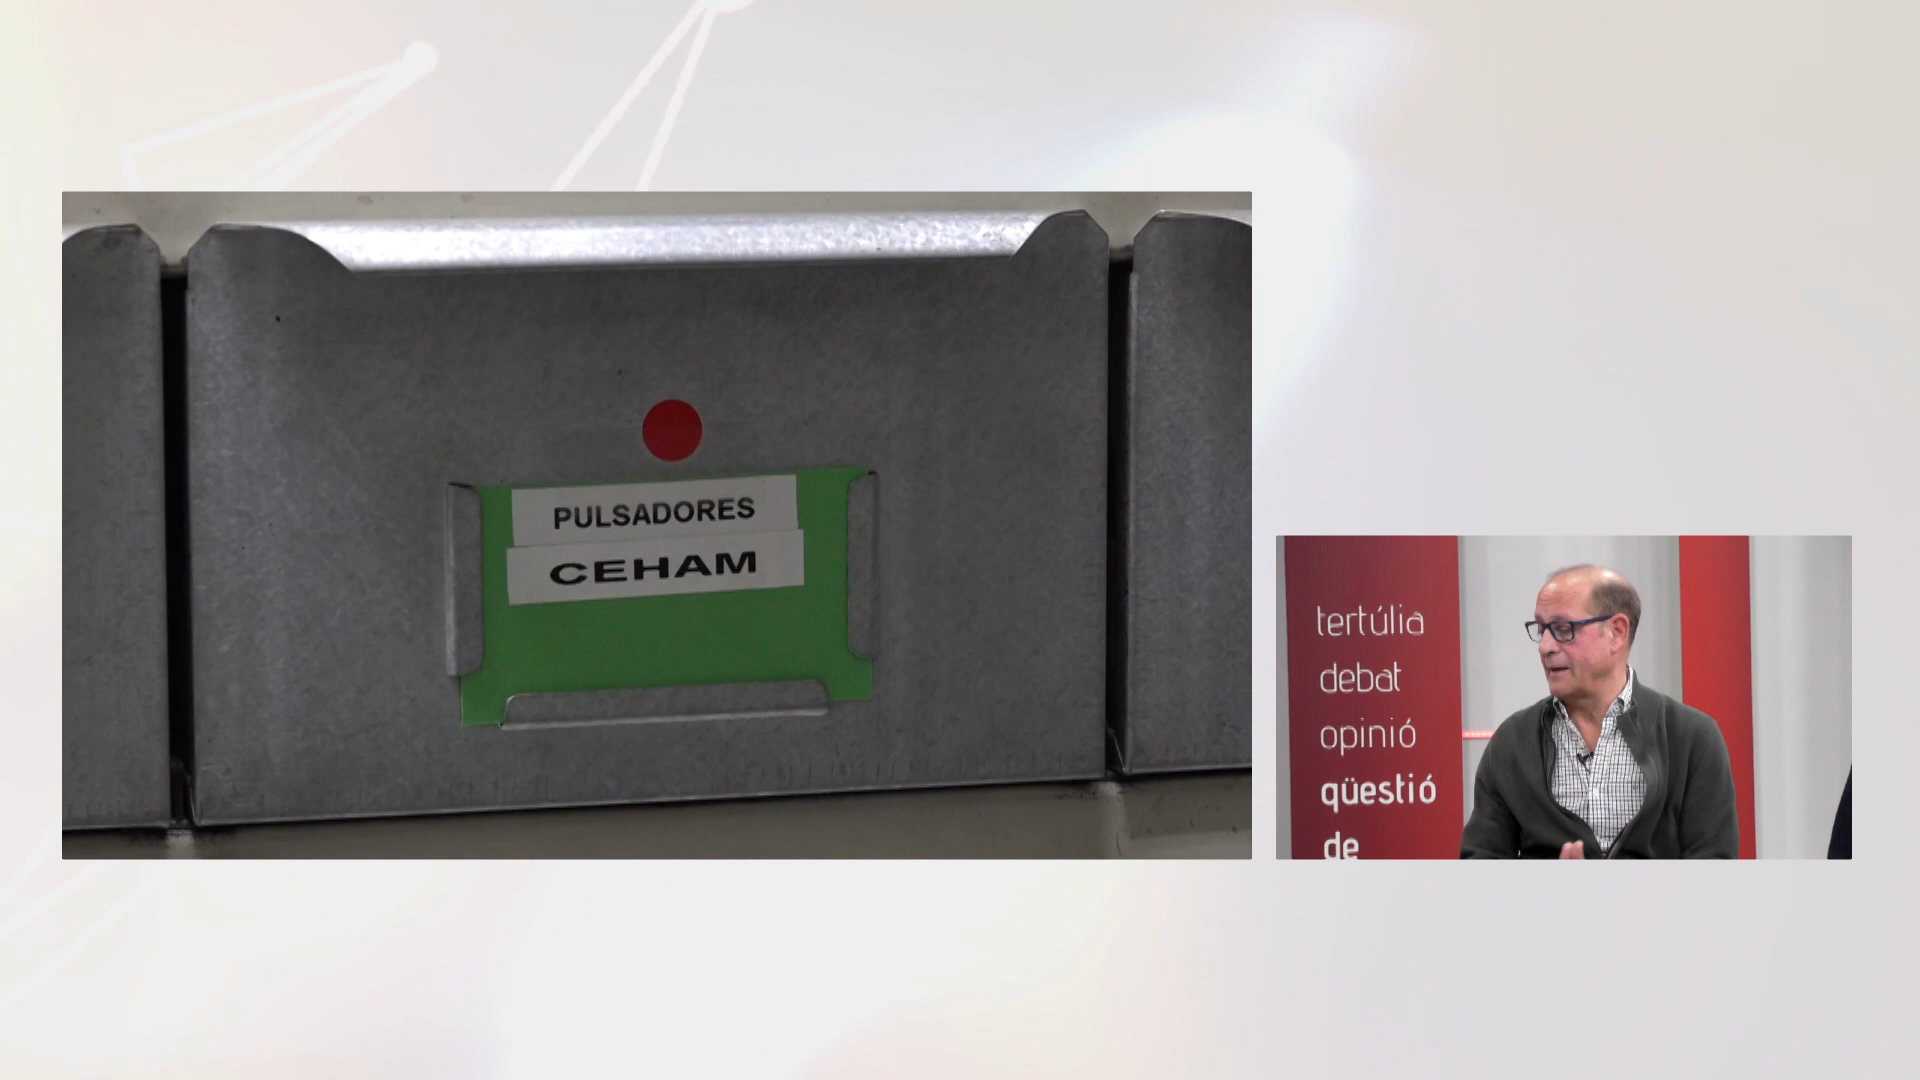 PULSADORES
CEHAM
tertúlia
debat
opinió
qüestió
de